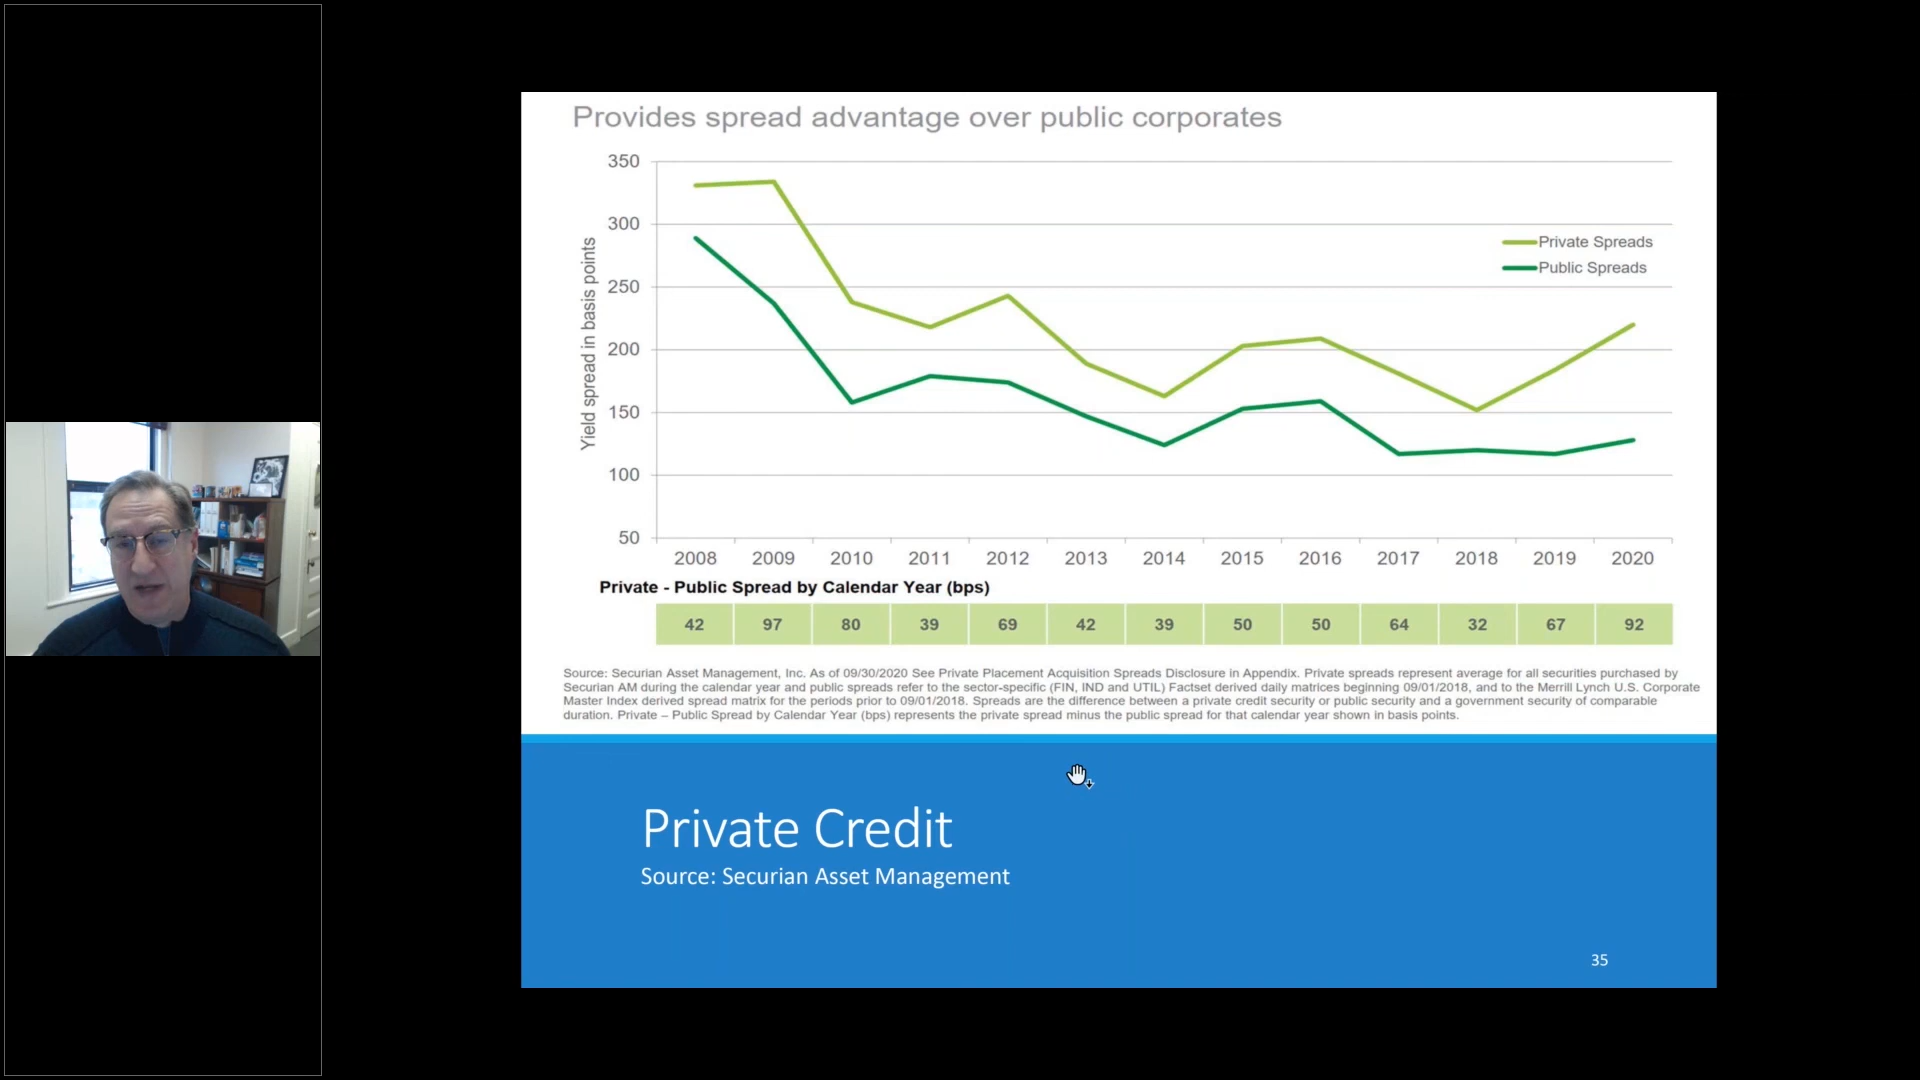 Provides spread advantage over public corporates
350
300
250
200
150
100
50
Yield spread in basis points
Private Spreads
Public Spreads
2008 2009 2010 2011 2012 2013 2014 2015 2016 2017 2018 2019 2020
Private - Public Spread by Calendar Year (bps)
42 97 80 39 69 42 39 50 50 64 32 67 92
Source: Securian Asset Management, Inc. As of 09/30/2020 See Private Placement Acquisition Spreads Disclosure in Appendix. Private spreads represent average for all securities purchased by
Securian AM during the calendar year and public spreads refer to the sector-specific (FIN, IND and UTIL) Factset derived daily matrices beginning 09/01/2018, and to the Merrill Lynch U.S. Corporate
Master Index derived spread matrix for the periods prior to 09/01/2018. Spreads are the difference between a private credit security or public security and a government security of comparable
duration. Private – Public Spread by Calendar Year (bps) represents the private spread minus the public spread for that calendar year shown in basis points.
Private Credit
Source: Securian Asset Management
35